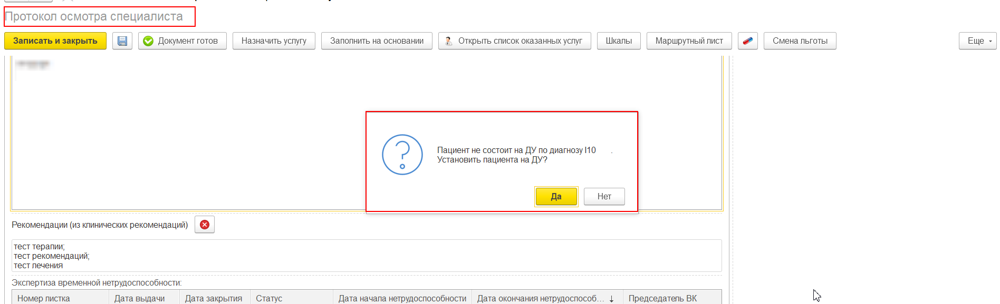 Протокол осмотра специалиста
Записать и закрыть
Документ готов
Назначить услугу
Заполнить на основании
Открыть список оказанных услуг
Шкалы
Маршрутный лист
Смена льготы
Еще
Пациент не состоит на ДУ по диагнозу I10 .
Установить пациента на ДУ?
Да
Нет
Рекомендации (из клинических рекомендаций)
тест терапии;
тест рекомендаций;
тест лечения
Экспертиза временной нетрудоспособности:
Номер листка
Дата выдачи
Дата закрытия
Статус
Дата начала нетрудоспособности
Дата окончания нетрудоспособ... ↓
Председатель ВК